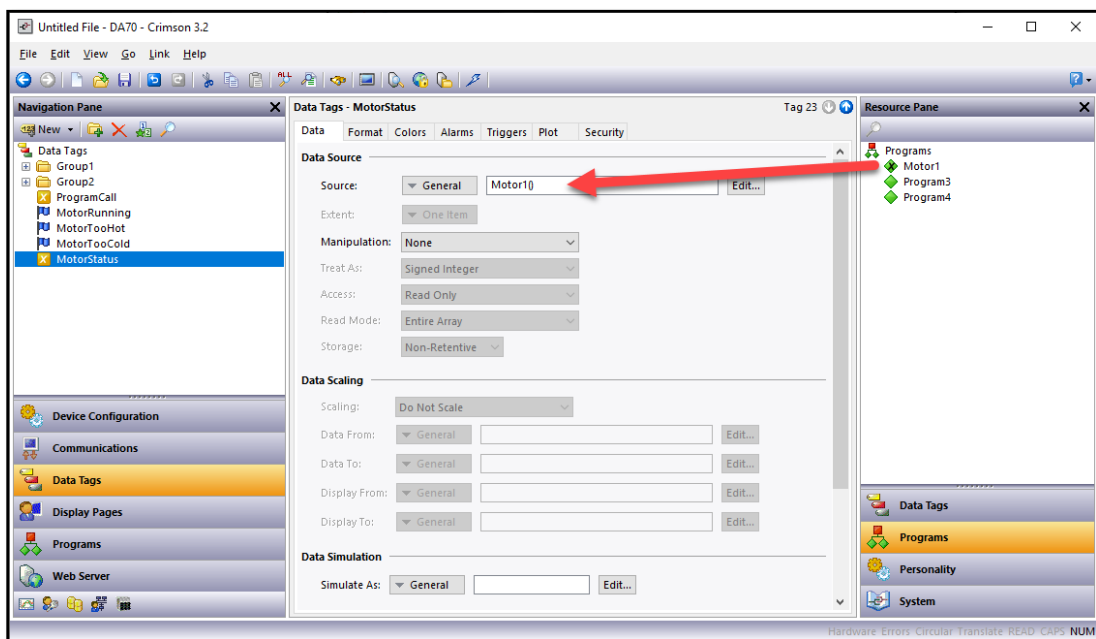 Untitled File - DA70 - Crimson 3.2
File Edit View Go Link Help
ALL
Navigation Pane
New
Data Tags
Group1
Group2
ProgramCall
MotorRunning
MotorTooHot
MotorTooCold
MotorStatus
Device Configuration
Communications
Data Tags
Display Pages
Programs
Web Server
Data Tags - MotorStatus Tag 23
Data Format Colors Alarms Triggers Plot Security
Data Source
Source: General Motor1() Edit...
Extent: One Item
Manipulation: None
Treat As: Signed Integer
Access: Read Only
Read Mode: Entire Array
Storage: Non-Retentive
Data Scaling
Scaling: Do Not Scale
Data From: General Edit...
Data To: General Edit...
Display From: General Edit...
Display To: General Edit...
Data Simulation
Simulate As: General Edit...
Resource Pane
Programs
Motor1
Program3
Program4
Data Tags
Programs
Personality
System
Hardware Errors Circular Translate READ CAPS NUM